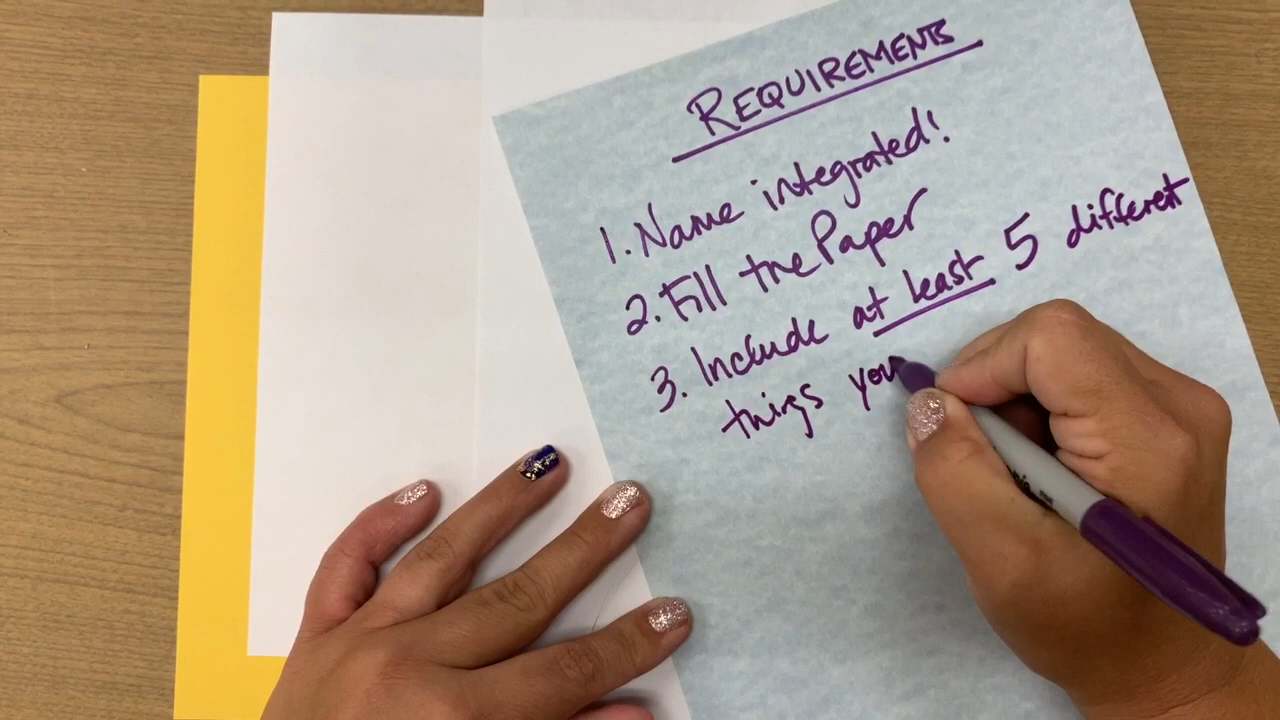 REQUIREMENTS
1. Name integrated!
2. Fill the Paper
3. Include at least 5 different
things you